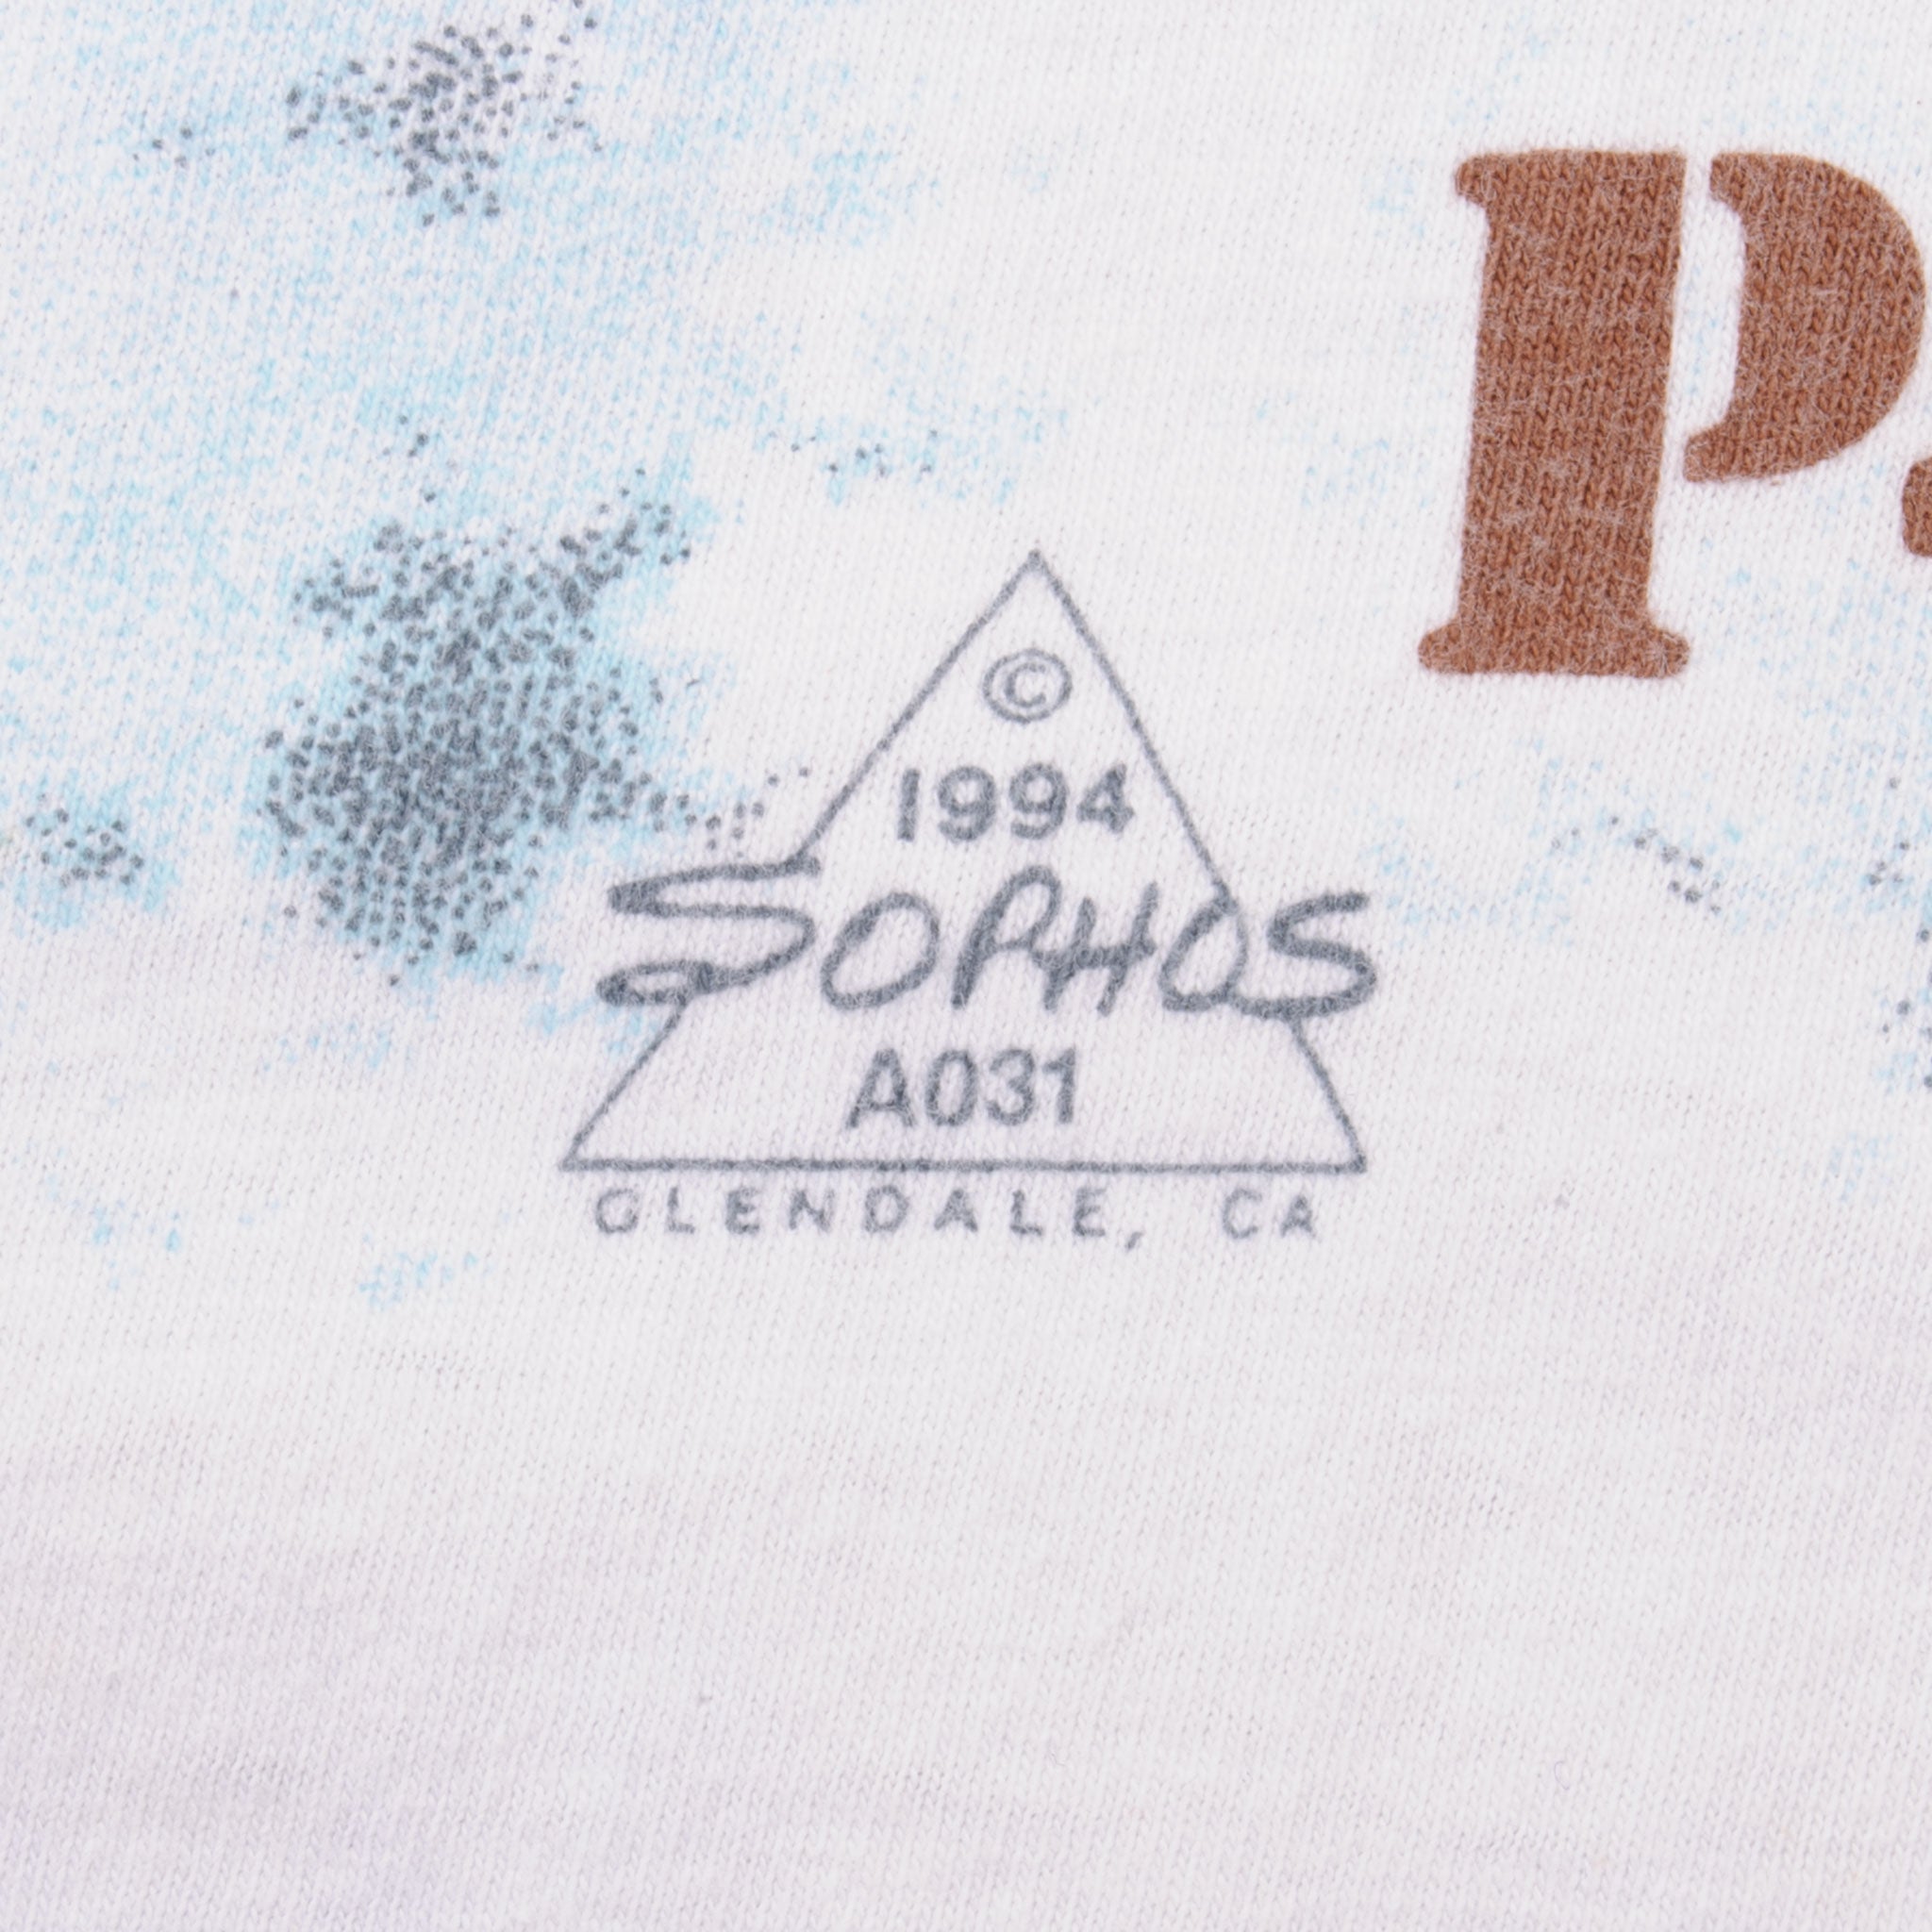 P
©
1994
SOPHOS
A031
GLENDALE, CA